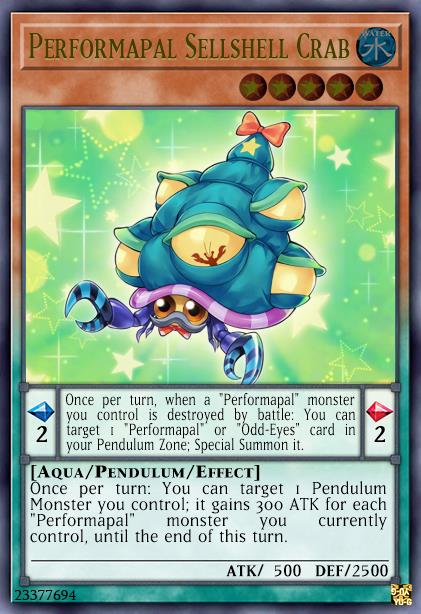 Performapal Sellshell Crab
WATER
水
Once per turn, when a "Performapal" monster
you control is destroyed by battle: You can
target 1 "Performapal" or "Odd-Eyes" card in
your Pendulum Zone; Special Summon it.
2
2
[Aqua/Pendulum/Effect]
Once per turn: You can target 1 Pendulum
Monster you control; it gains 300 ATK for each
"Performapal" monster you currently
control, until the end of this turn.
ATK/ 500 DEF/2500
23377694